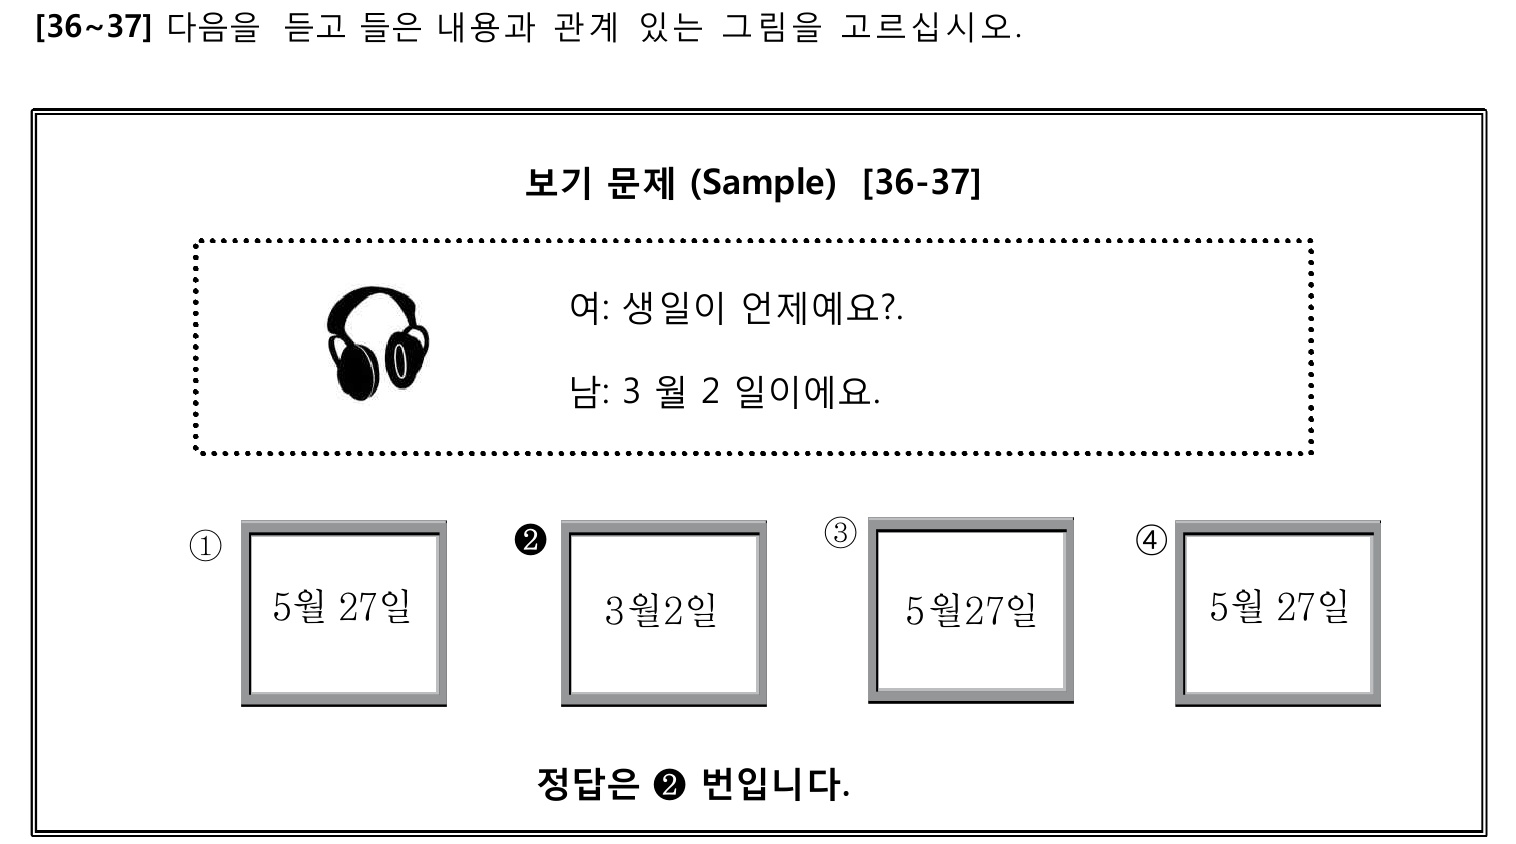 [36~37] 다음을 듣고 들은 내용과 관계 있는 그림을 고르십시오.
보기 문제 (Sample) [36-37]
여: 생일이 언제예요?.
남: 3 월 2 일이에요.
① 5월 27일
❷ 3월2일
③ 5월27일
④ 5월 27일
정답은 ❷ 번입니다.